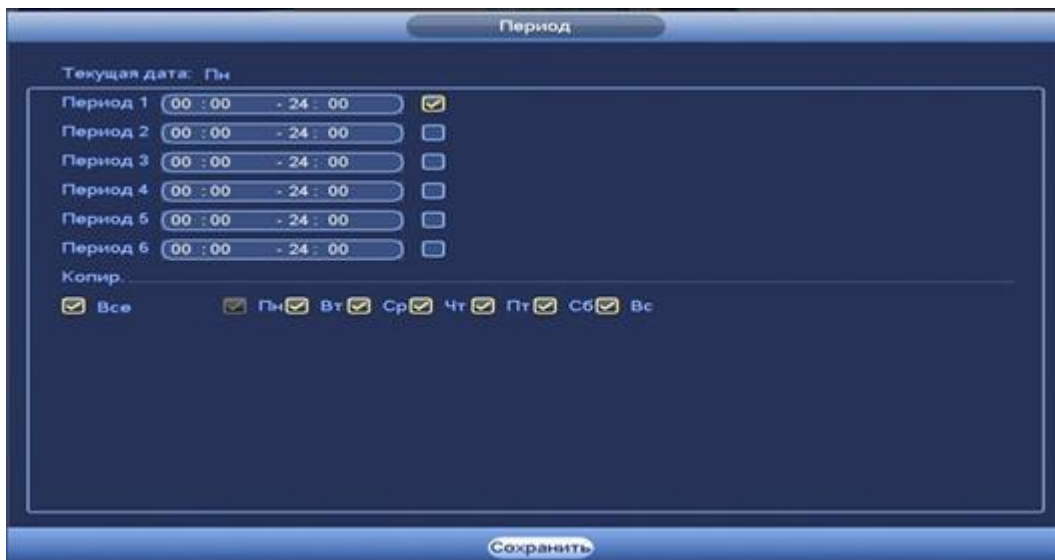 Период
Текущая дата: Пн
Период 1 00 : 00 - 24 : 00
Период 2 00 : 00 - 24 : 00
Период 3 00 : 00 - 24 : 00
Период 4 00 : 00 - 24 : 00
Период 5 00 : 00 - 24 : 00
Период 6 00 : 00 - 24 : 00
Копир.
Все Пн Вт Ср Чт Пт Сб Вс
Сохранить